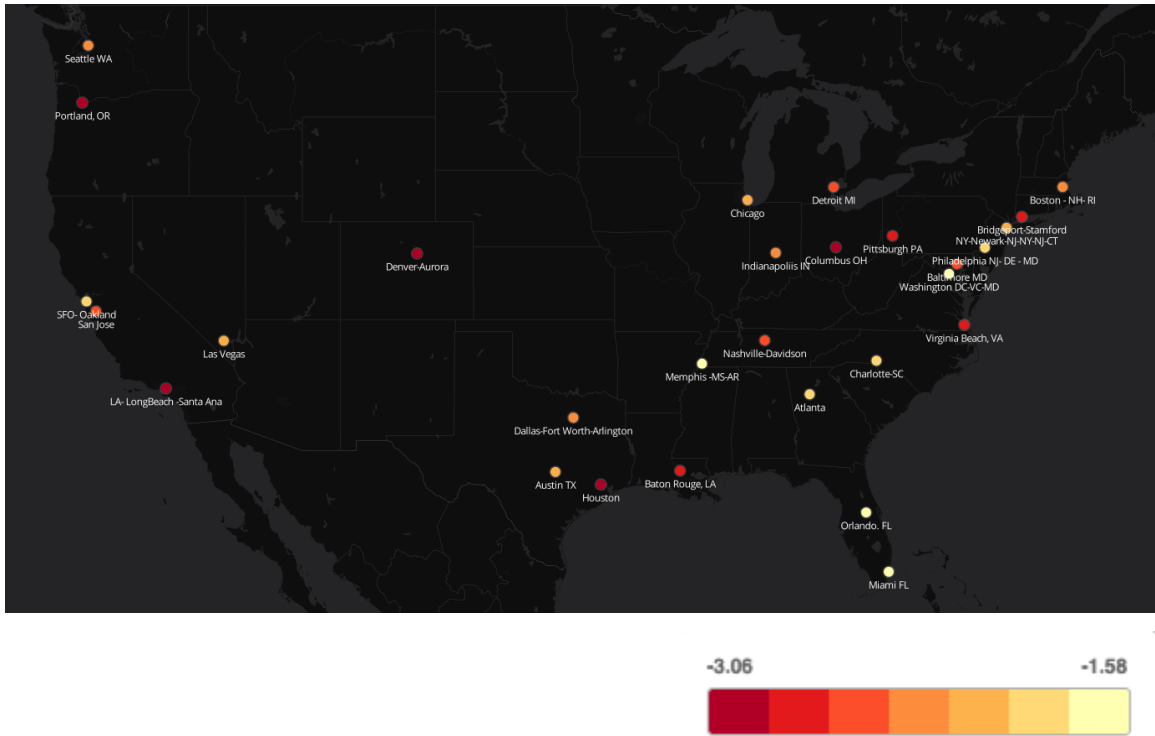 Seattle WA
Portland, OR
Detroit MI
Boston - NH- RI
Chicago
Bridgeport-Stamford
NY-Newark-NJ-NY-NJ-CT
Pittsburgh PA
Columbus OH
Indianapoliis IN
Philadelphia NJ- DE - MD
Denver-Aurora
Baltimore MD
Washington DC-VC-MD
SFO- Oakland
San Jose
Virginia Beach, VA
Las Vegas
Nashville-Davidson
Charlotte-SC
Memphis -MS-AR
LA- LongBeach -Santa Ana
Atlanta
Dallas-Fort Worth-Arlington
Austin TX
Baton Rouge, LA
Houston
Orlando. FL
Miami FL
-3.06 -1.58